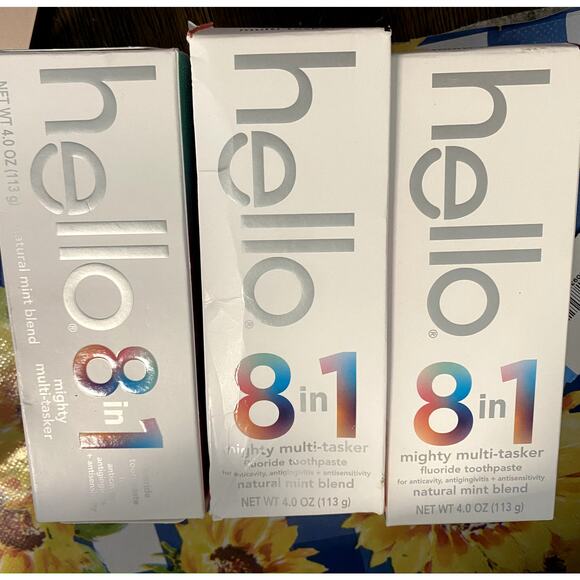 hello®
8 in 1
mighty
multi-tasker
natural mint blend
NET WT 4.0 OZ (113 g)
hello®
8 in 1
mighty multi-tasker
fluoride toothpaste
for anticavity, antigingivitis + antisensitivity
natural mint blend
NET WT 4.0 OZ (113 g)
hello®
8 in 1
mighty multi-tasker
fluoride toothpaste
for anticavity, antigingivitis + antisensitivity
natural mint blend
NET WT 4.0 OZ (113 g)